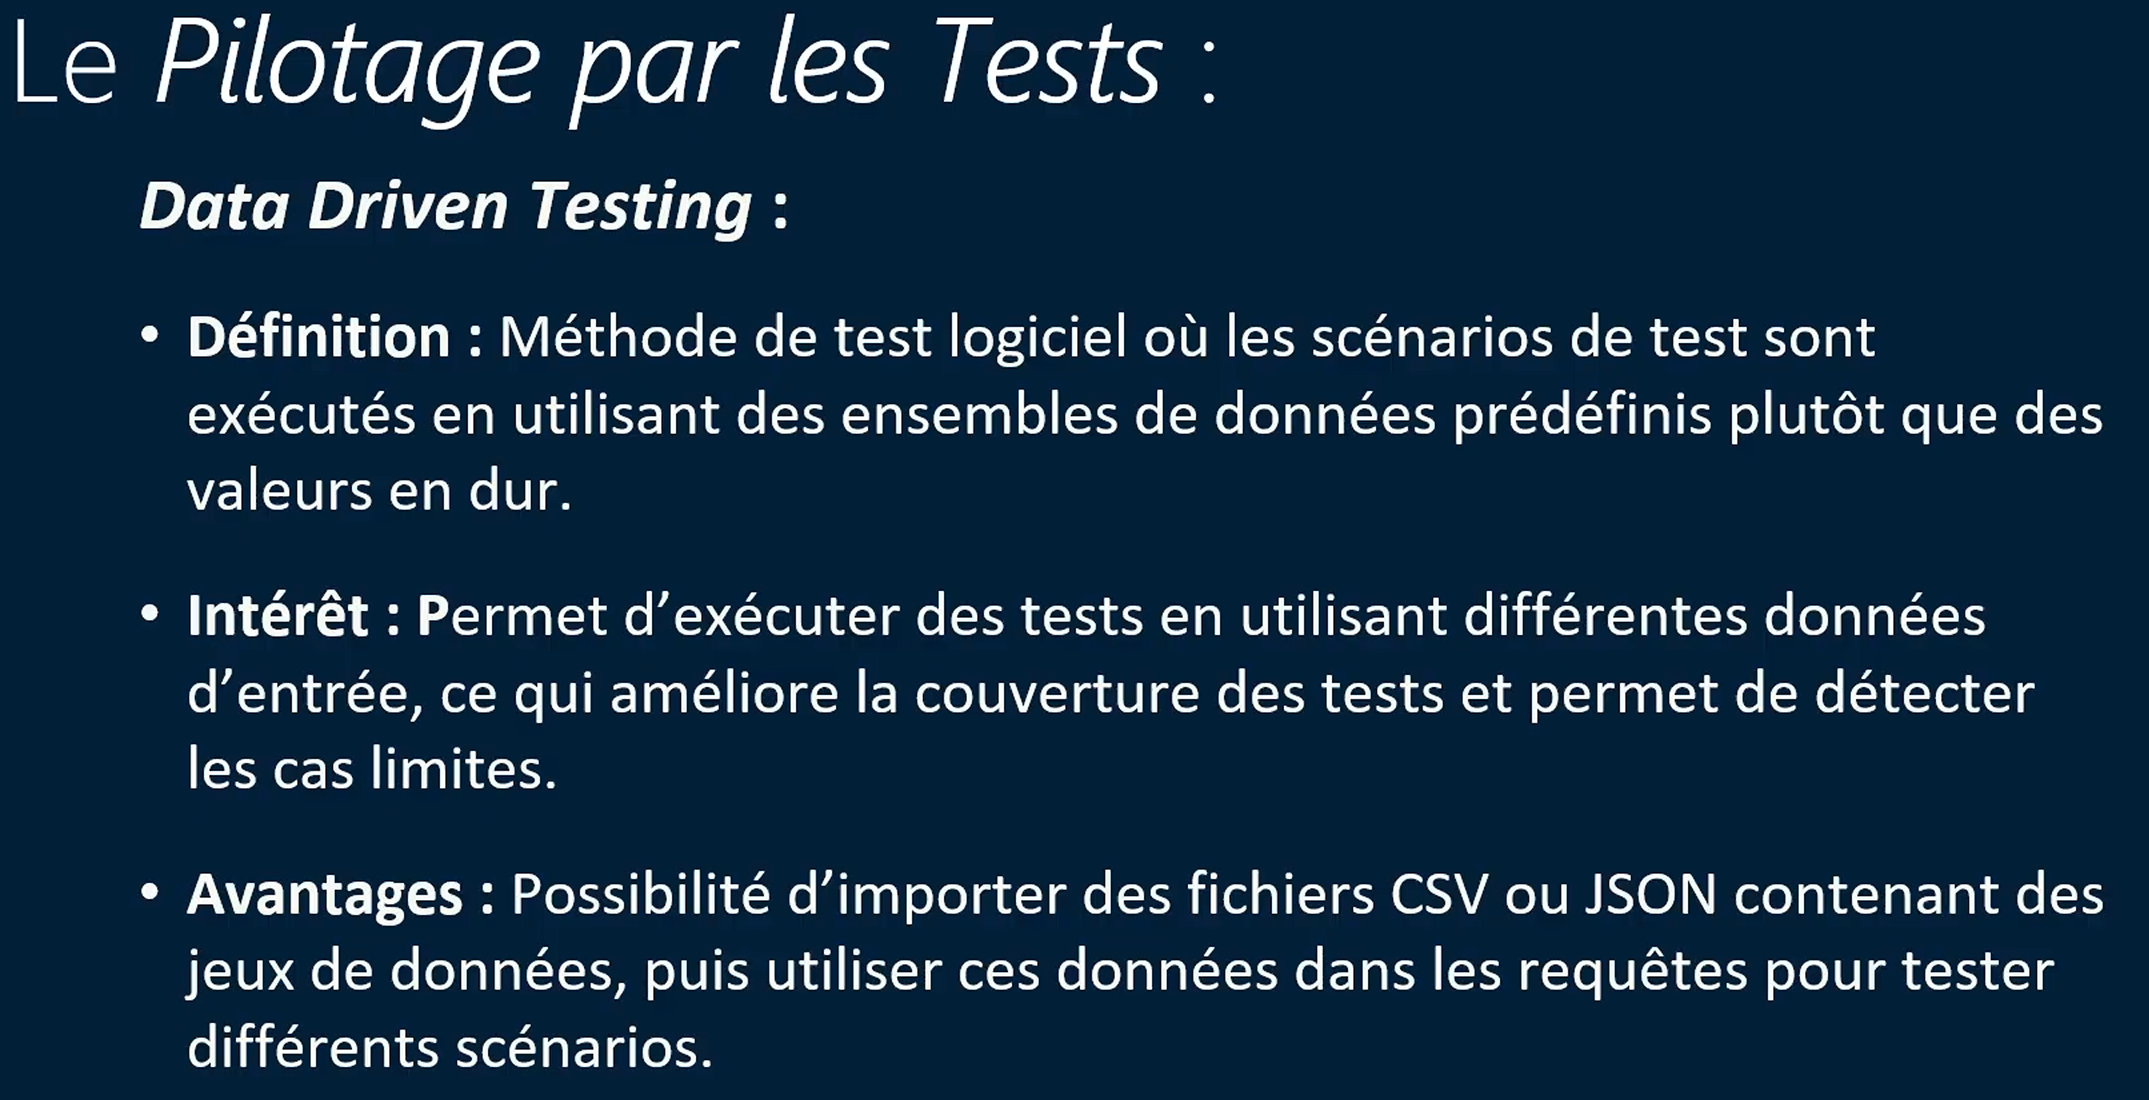 Le Pilotage par les Tests :
Data Driven Testing :
• Définition : Méthode de test logiciel où les scénarios de test sont
exécutés en utilisant des ensembles de données prédéfinis plutôt que des
valeurs en dur.
• Intérêt : Permet d’exécuter des tests en utilisant différentes données
d’entrée, ce qui améliore la couverture des tests et permet de détecter
les cas limites.
• Avantages : Possibilité d’importer des fichiers CSV ou JSON contenant des
jeux de données, puis utiliser ces données dans les requêtes pour tester
différents scénarios.